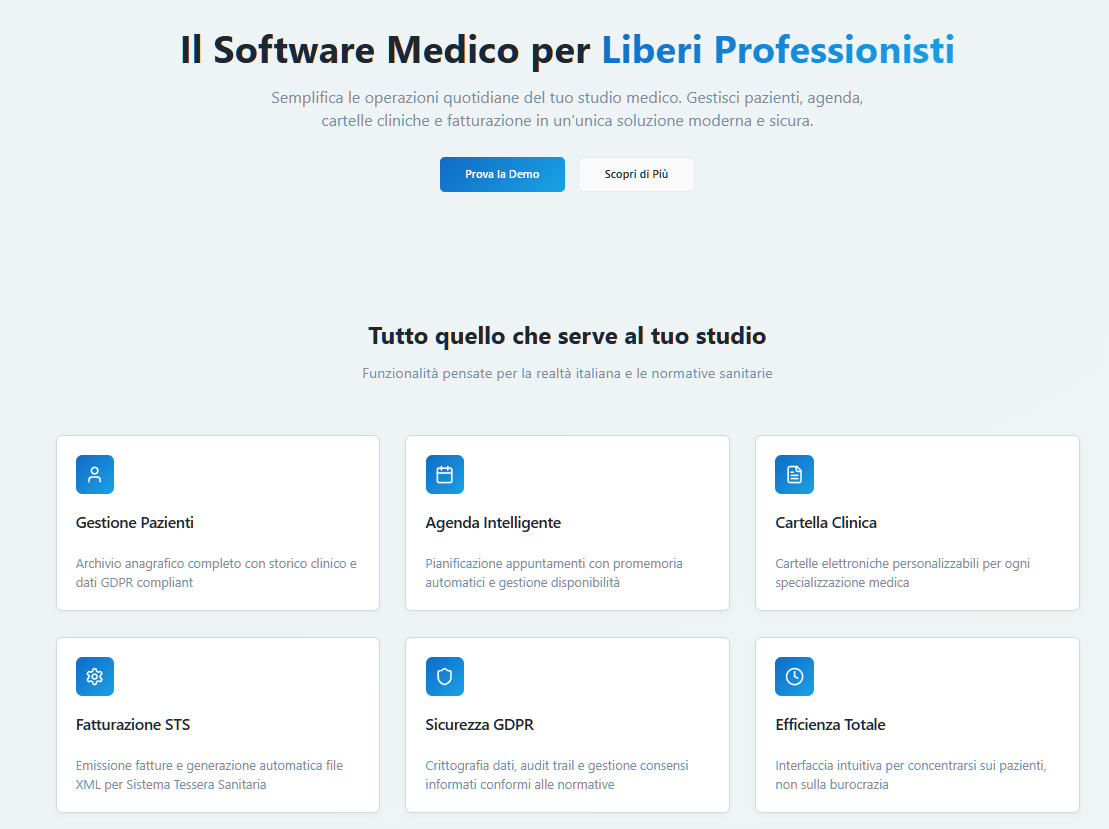 Il Software Medico per Liberi Professionisti
Semplifica le operazioni quotidiane del tuo studio medico. Gestisci pazienti, agenda,
cartelle cliniche e fatturazione in un'unica soluzione moderna e sicura.
Prova la Demo
Scopri di Più
Tutto quello che serve al tuo studio
Funzionalità pensate per la realtà italiana e le normative sanitarie
Gestione Pazienti
Archivio anagrafico completo con storico clinico e
dati GDPR compliant
Agenda Intelligente
Pianificazione appuntamenti con promemoria
automatici e gestione disponibilità
Cartella Clinica
Cartelle elettroniche personalizzabili per ogni
specializzazione medica
Fatturazione STS
Emissione fatture e generazione automatica file
XML per Sistema Tessera Sanitaria
Sicurezza GDPR
Crittografia dati, audit trail e gestione consensi
informati conformi alle normative
Efficienza Totale
Interfaccia intuitiva per concentrarsi sui pazienti,
non sulla burocrazia